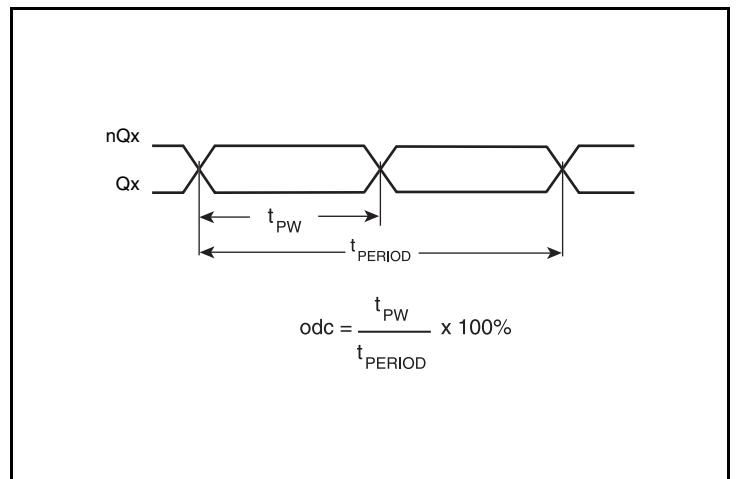 nQx
Qx
t PW
t PERIOD
odc = t PW / t PERIOD x 100%